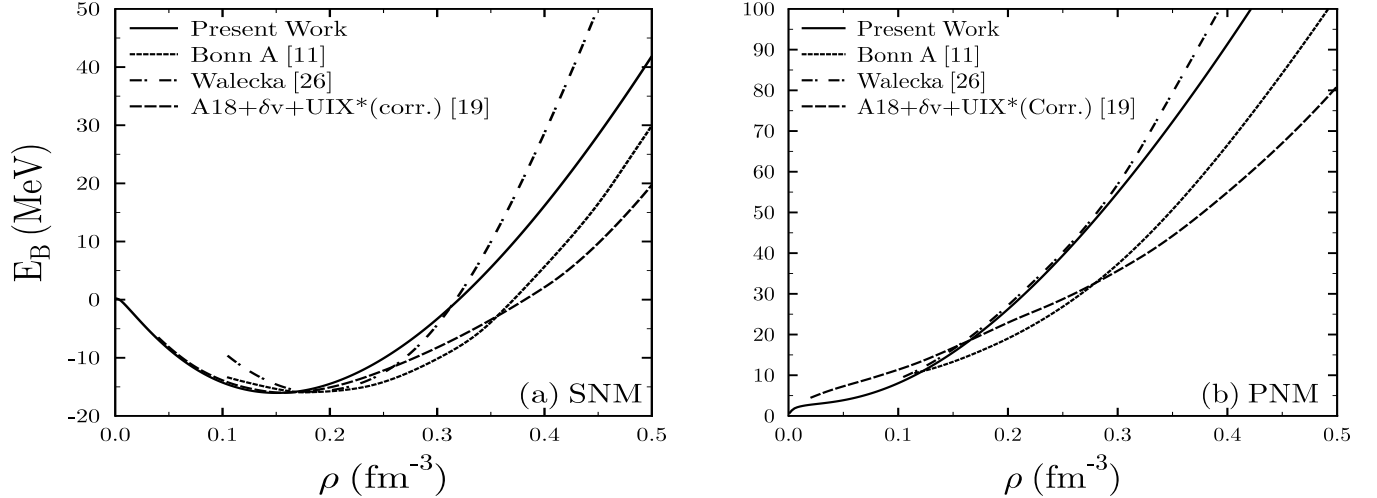 E_B (MeV)
50
40
30
20
10
0
-10
-20
0.0 0.1 0.2 0.3 0.4 0.5
ρ (fm⁻³)
Present Work
Bonn A [11]
Walecka [26]
A18+δv+UIX*(corr.) [19]
(a) SNM
100
90
80
70
60
50
40
30
20
10
0
0.0 0.1 0.2 0.3 0.4 0.5
ρ (fm⁻³)
Present Work
Bonn A [11]
Walecka [26]
A18+δv+UIX*(Corr.) [19]
(b) PNM